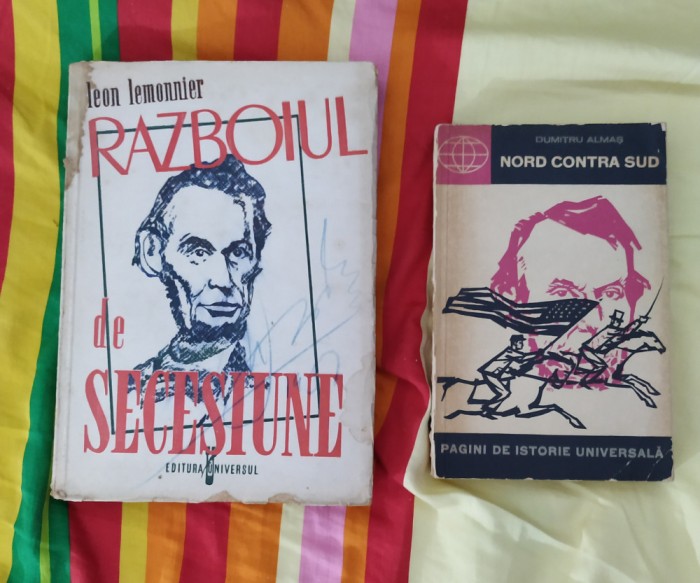 leon lemonnier
RAZBOIUL
de
SECESIUNE
EDITURA UNIVERSUL
DUMITRU ALMAȘ
NORD CONTRA SUD
PAGINI DE ISTORIE UNIVERSALĂ